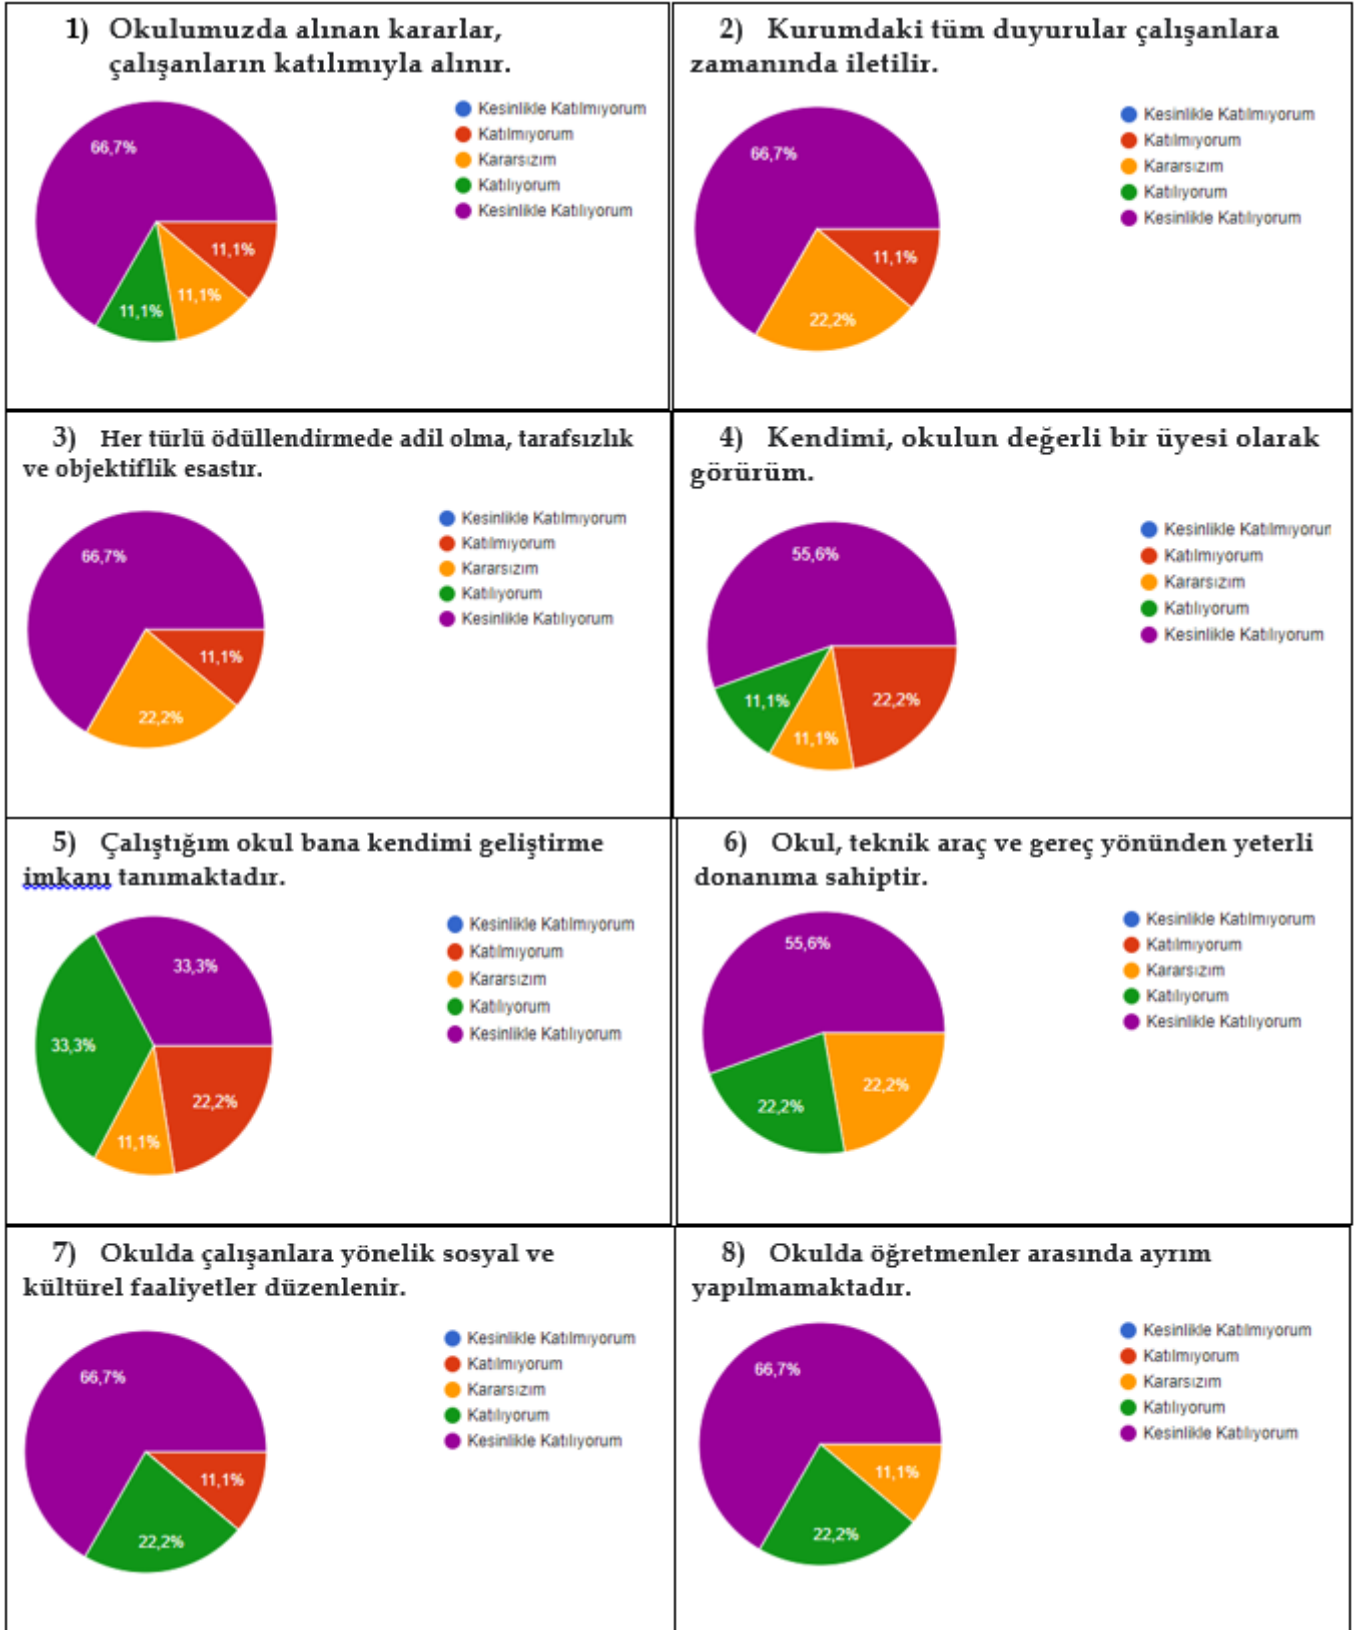 1) Okulumuzda alınan kararlar,
çalışanların katılımıyla alınır.
66,7%
11,1%
11,1%
11,1%
Kesinlikle Katılmıyorum
Katılmıyorum
Kararsızım
Katılıyorum
Kesinlikle Katılıyorum
2) Kurumdaki tüm duyurular çalışanlara
zamanında iletilir.
66,7%
11,1%
22,2%
Kesinlikle Katılmıyorum
Katılmıyorum
Kararsızım
Katılıyorum
Kesinlikle Katılıyorum
3) Her türlü ödüllendirmede adil olma, tarafsızlık
ve objektiflik esastır.
66,7%
11,1%
22,2%
Kesinlikle Katılmıyorum
Katılmıyorum
Kararsızım
Katılıyorum
Kesinlikle Katılıyorum
4) Kendimi, okulun değerli bir üyesi olarak
görürüm.
55,6%
11,1%
22,2%
11,1%
Kesinlikle Katılmıyorur
Katılmıyorum
Kararsızım
Katılıyorum
Kesinlikle Katılıyorum
5) Çalıştığım okul bana kendimi geliştirme
imkanı tanımaktadır.
33,3%
33,3%
22,2%
11,1%
Kesinlikle Katılmıyorum
Katılmıyorum
Kararsızım
Katılıyorum
Kesinlikle Katılıyorum
6) Okul, teknik araç ve gereç yönünden yeterli
donanıma sahiptir.
55,6%
22,2%
22,2%
Kesinlikle Katılmıyorum
Katılmıyorum
Kararsızım
Katılıyorum
Kesinlikle Katılıyorum
7) Okulda çalışanlara yönelik sosyal ve
kültürel faaliyetler düzenlenir.
66,7%
11,1%
22,2%
Kesinlikle Katılmıyorum
Katılmıyorum
Kararsızım
Katılıyorum
Kesinlikle Katılıyorum
8) Okulda öğretmenler arasında ayrım
yapılmamaktadır.
66,7%
11,1%
22,2%
Kesinlikle Katılmıyorum
Katılmıyorum
Kararsızım
Katılıyorum
Kesinlikle Katılıyorum